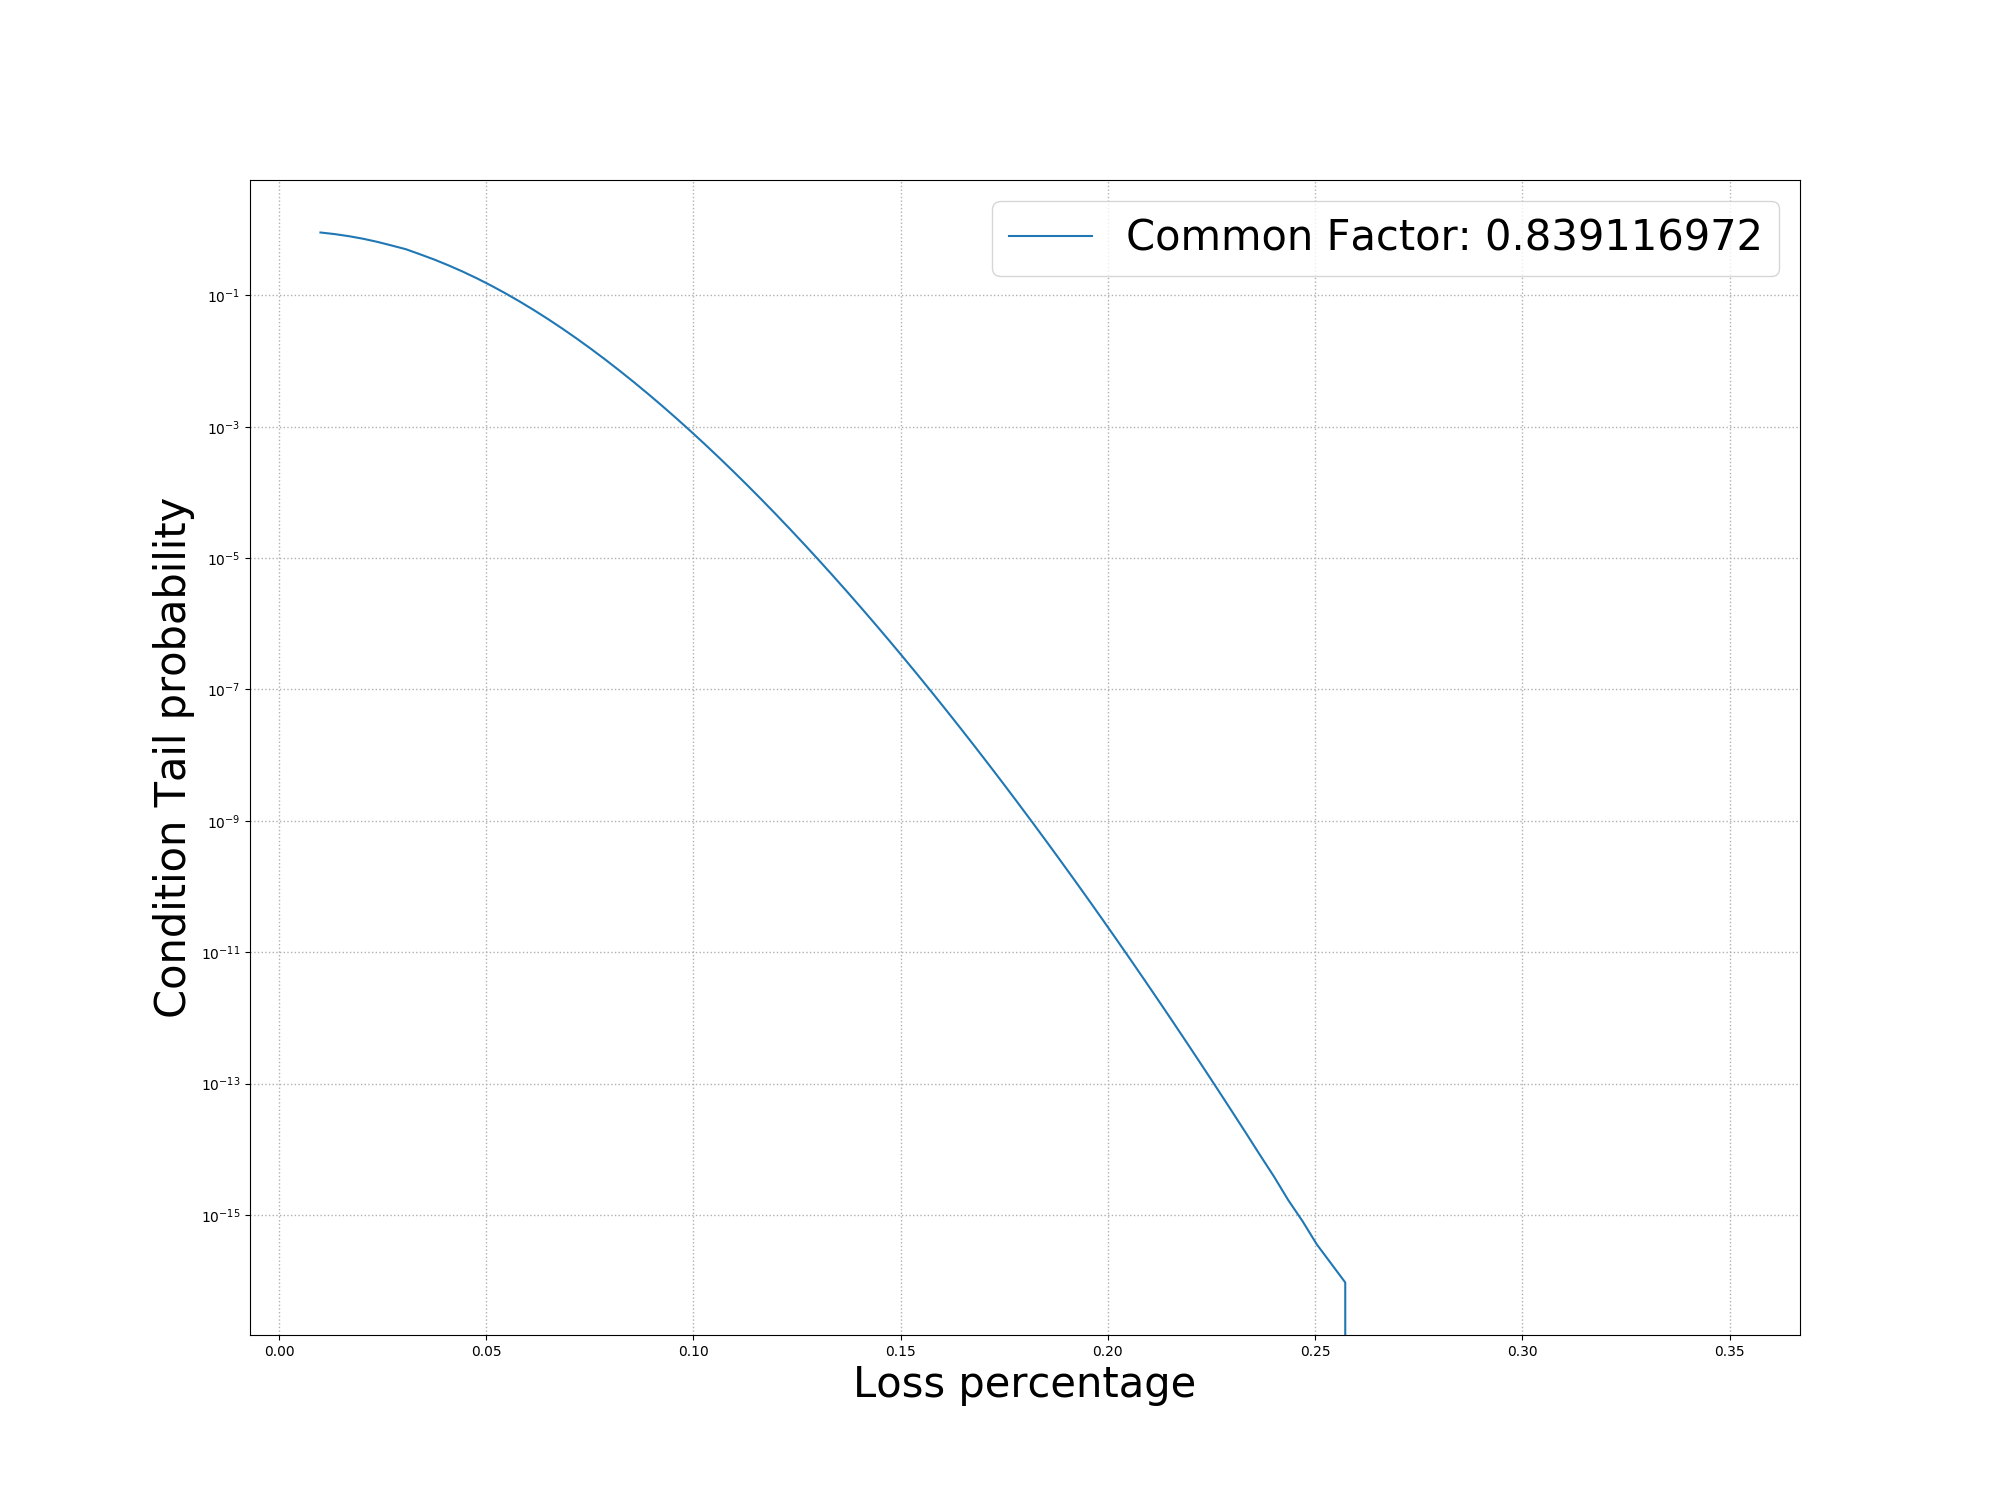 Common Factor: 0.839116972
Condition Tail probability
10⁻¹
10⁻³
10⁻⁵
10⁻⁷
10⁻⁹
10⁻¹¹
10⁻¹³
10⁻¹⁵
0.00 0.05 0.10 0.15 0.20 0.25 0.30 0.35
Loss percentage